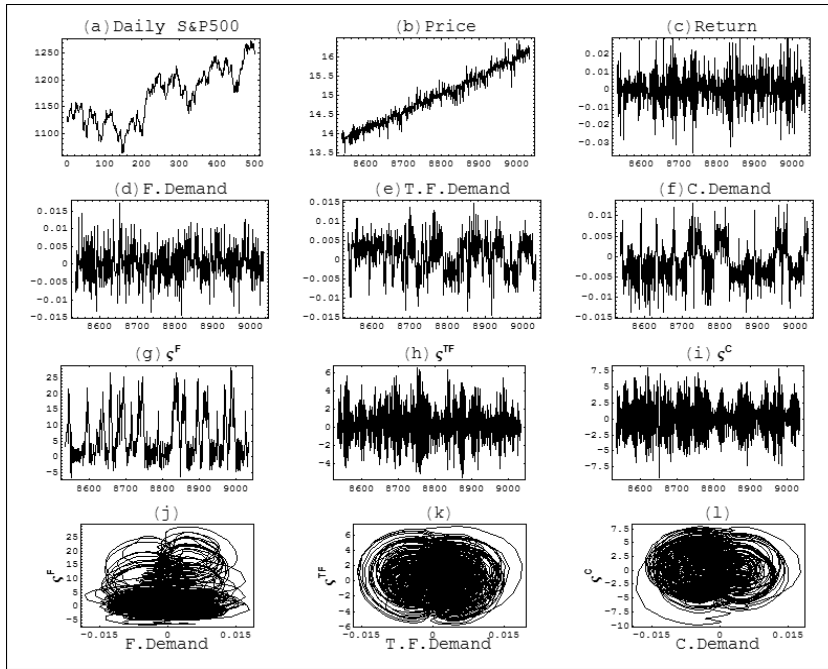 (a) Daily S&P500
(b) Price
(c) Return
1250
1200
1150
1100
0 100 200 300 400 500
16
15.5
15
14.5
14
13.5
8600 8700 8800 8900 9000
0.02
0.01
0
-0.01
-0.02
-0.03
8600 8700 8800 8900 9000
(d) F.Demand
(e) T.F.Demand
(f) C.Demand
0.015
0.01
0.005
0
-0.005
-0.01
-0.015
8600 8700 8800 8900 9000
0.015
0.01
0.005
0
-0.005
-0.01
-0.015
8600 8700 8800 8900 9000
0.01
0.005
0
-0.005
-0.01
-0.015
8600 8700 8800 8900 9000
(g) ςF
(h) ςTF
(i) ςC
25
20
15
10
5
0
-5
8600 8700 8800 8900 9000
6
4
2
0
-2
-4
8600 8700 8800 8900 9000
7.5
5
2.5
0
-2.5
-5
-7.5
8600 8700 8800 8900 9000
(j)
(k)
(l)
ςF
25
20
15
10
5
0
-5
-0.015 0 0.015
F.Demand
ςTF
6
4
2
0
-2
-4
-6
-0.015 0 0.015
T.F.Demand
ςC
7.5
5
2.5
0
-2.5
-5
-7.5
-10
-0.015 0 0.015
C.Demand